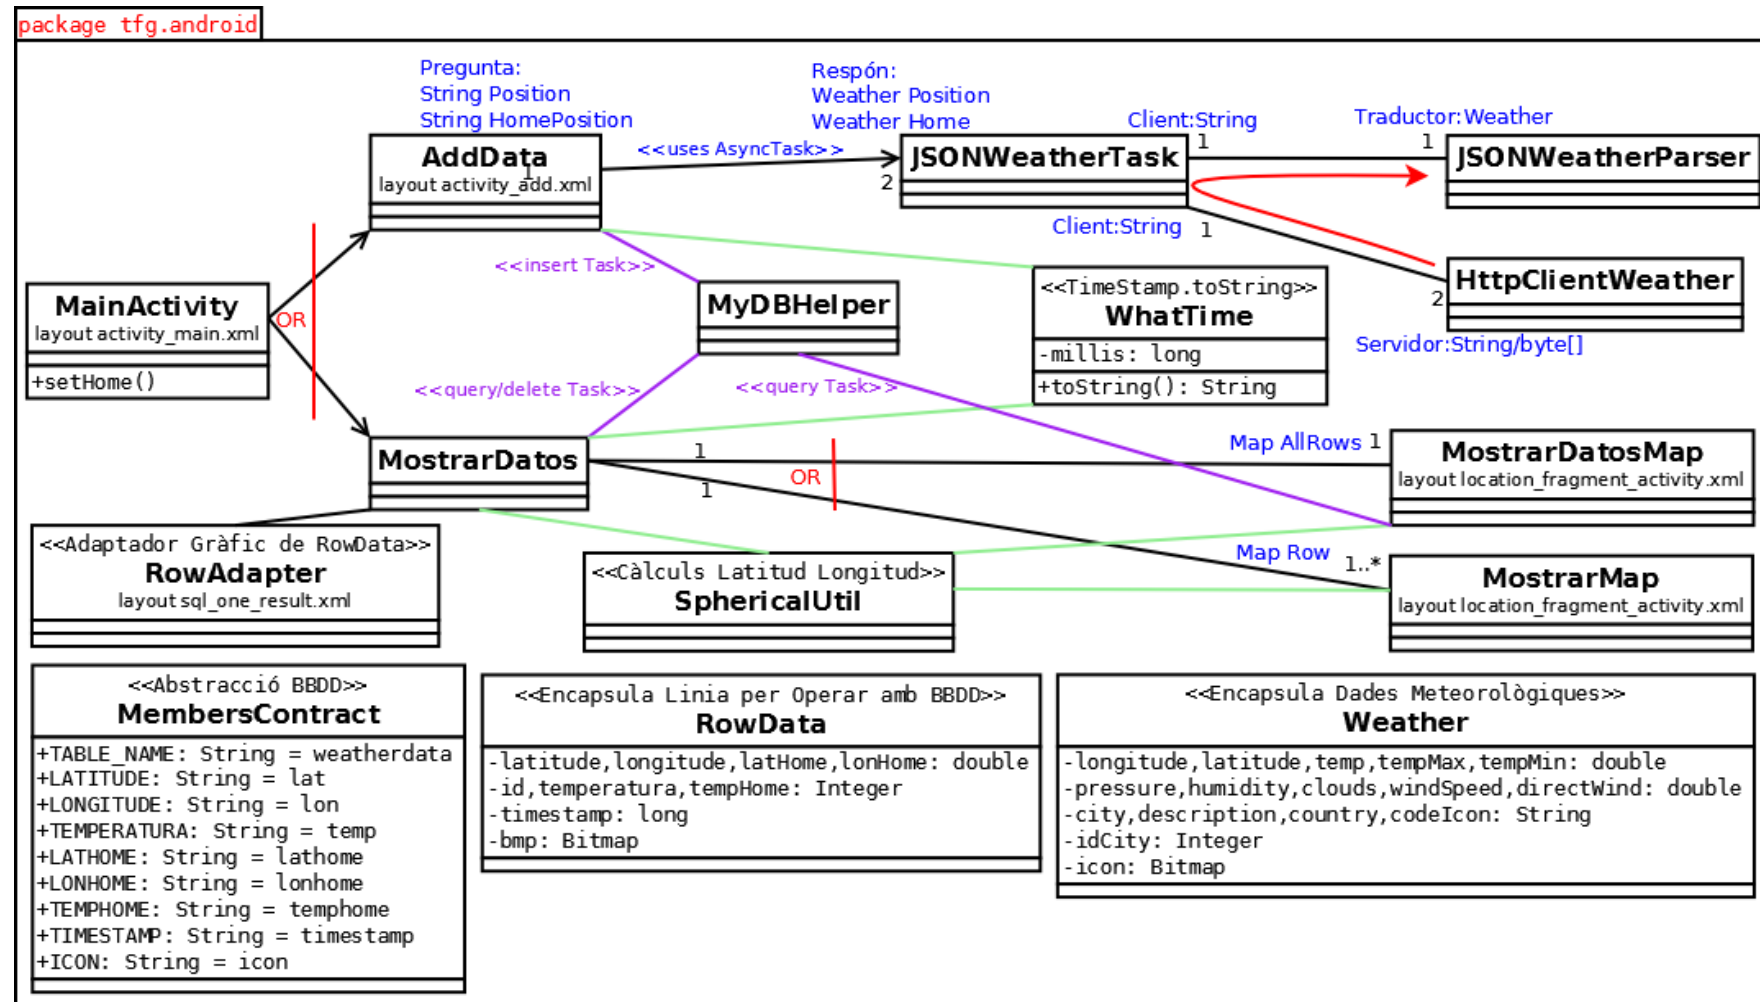 package tfg.android
Pregunta:
String Position
String HomePosition
Respón:
Weather Position
Weather Home
Client:String
Traductor:Weather
AddData
1
layout activity_add.xml
<<uses AsyncTask>>
2
JSONWeatherTask
1
1
JSONWeatherParser
Client:String
1
<<insert Task>>
HttpClientWeather
2
Servidor:String/byte[]
MainActivity
layout activity_main.xml
+setHome()
OR
MyDBHelper
<<TimeStamp.toString>>
WhatTime
-millis: long
+toString(): String
<<query/delete Task>>
<<query Task>>
MostrarDatos
1
1
OR
Map AllRows
1
MostrarDatosMap
layout location_fragment_activity.xml
<<Adaptador Gràfic de RowData>>
RowAdapter
layout sql_one_result.xml
<<Càlculs Latitud Longitud>>
SphericalUtil
Map Row
1..*
MostrarMap
layout location_fragment_activity.xml
<<Abstracció BBDD>>
MembersContract
+TABLE_NAME: String = weatherdata
+LATITUDE: String = lat
+LONGITUDE: String = lon
+TEMPERATURA: String = temp
+LATHOME: String = lathome
+LONHOME: String = lonhome
+TEMPHOME: String = temphome
+TIMESTAMP: String = timestamp
+ICON: String = icon
<<Encapsula Linia per Operar amb BBDD>>
RowData
-latitude,longitude,latHome,lonHome: double
-id,temperatura,tempHome: Integer
-timestamp: long
-bmp: Bitmap
<<Encapsula Dades Meteorològiques>>
Weather
-longitude,latitude,temp,tempMax,tempMin: double
-pressure,humidity,clouds,windSpeed,directWind: double
-city,description,country,codeIcon: String
-idCity: Integer
-icon: Bitmap